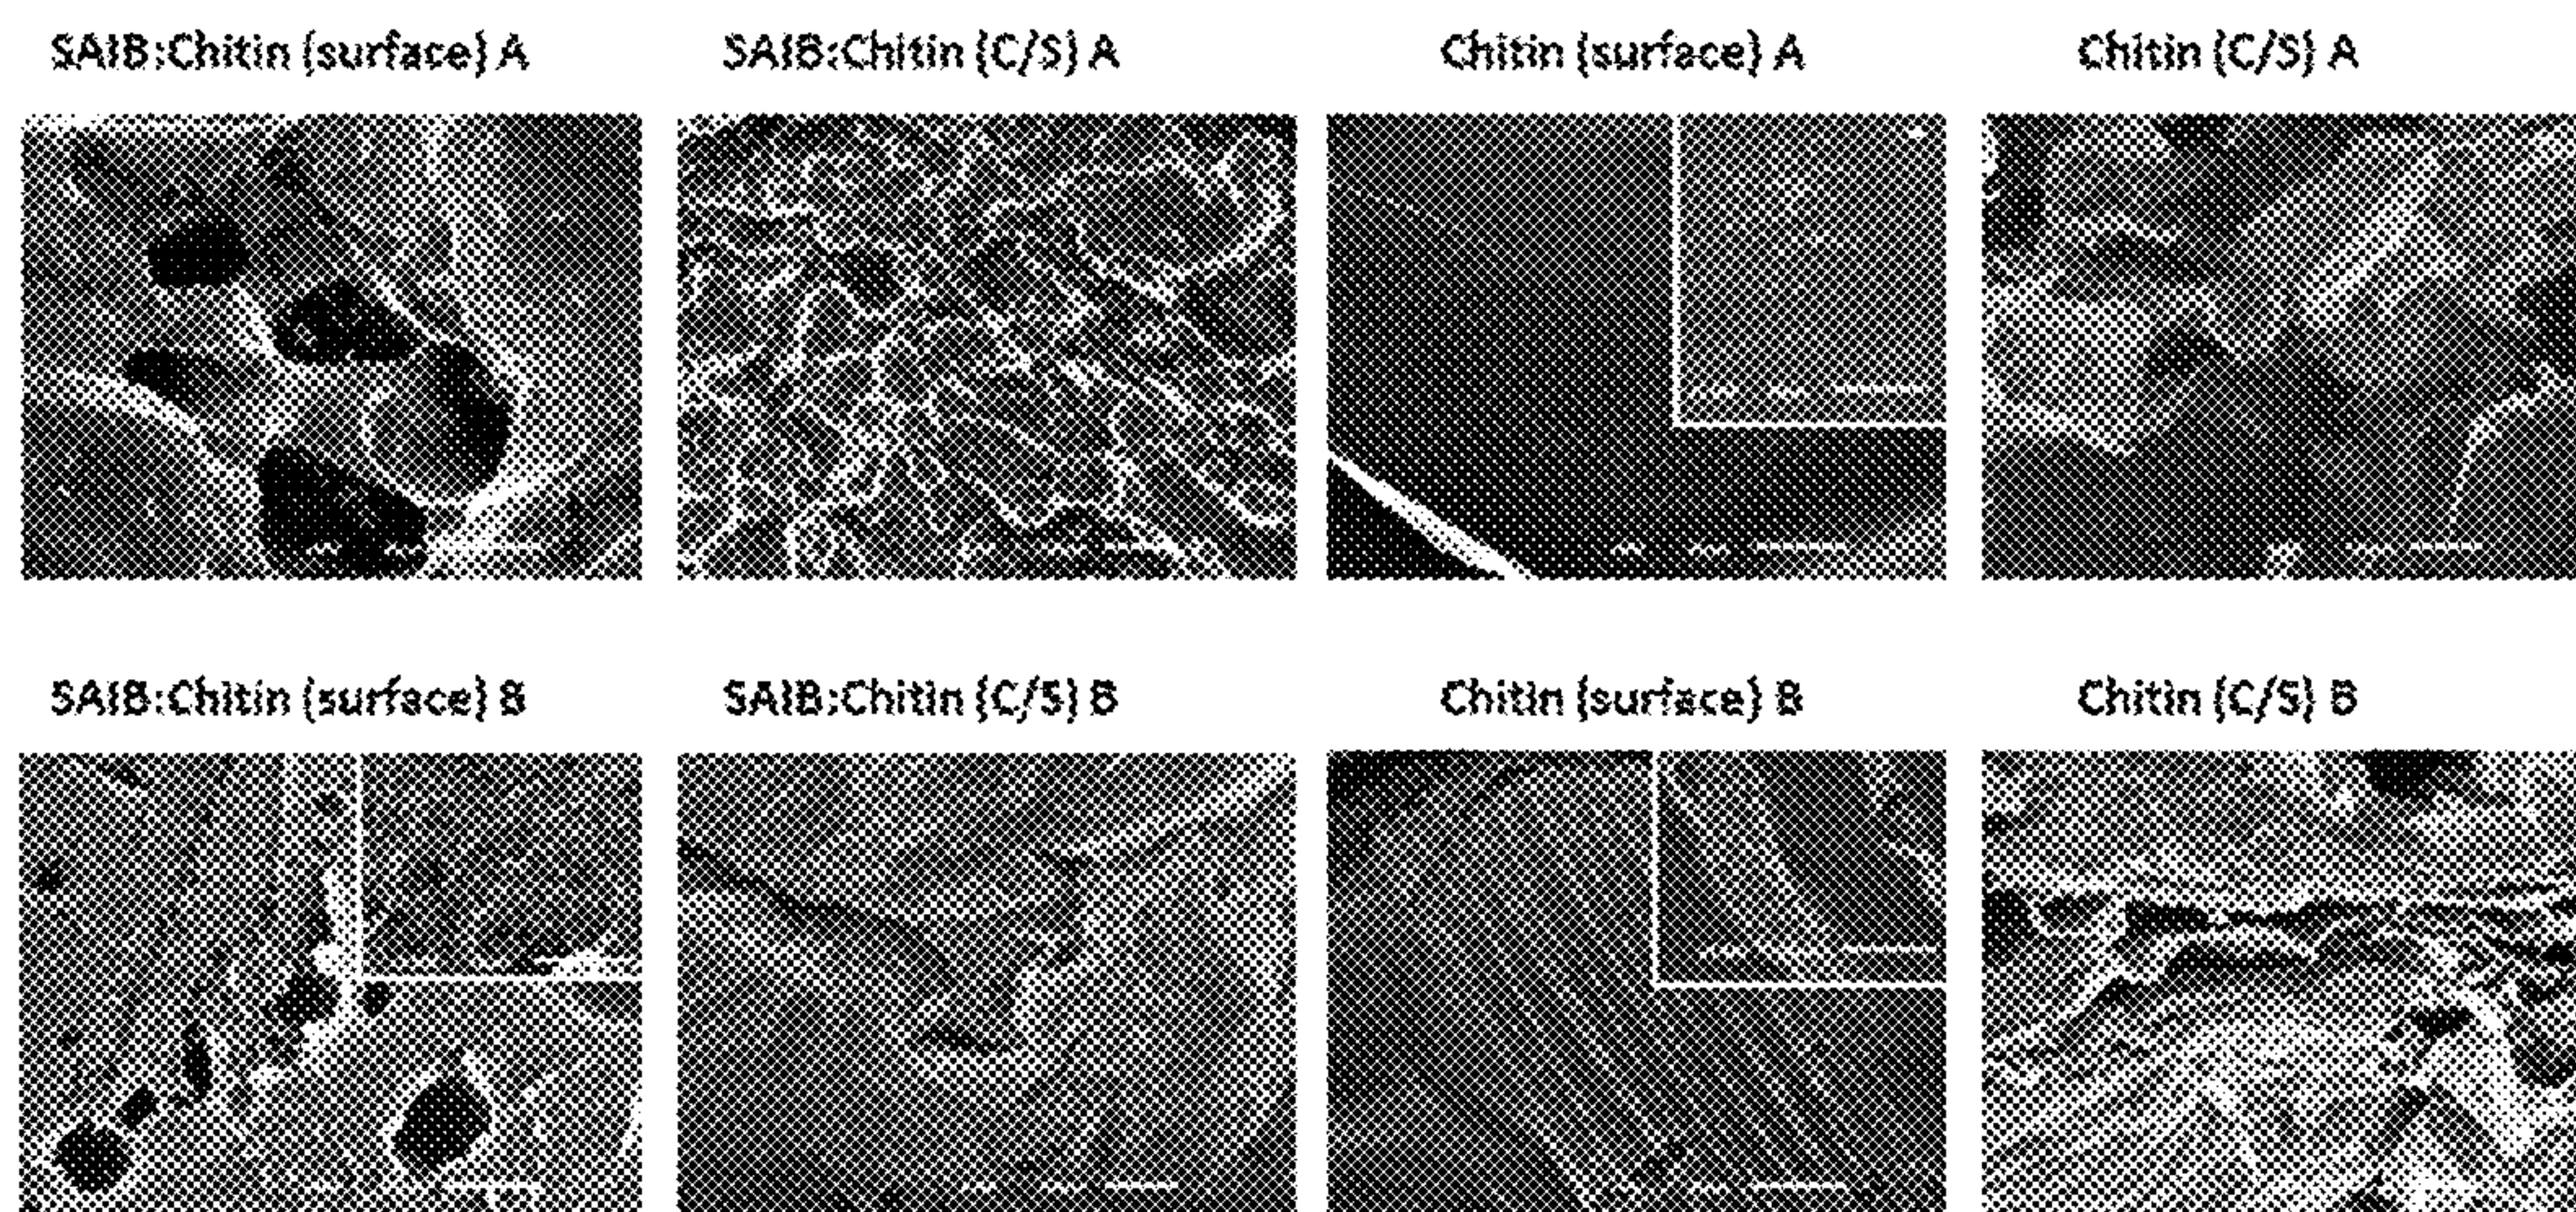 SAIB:Chitin (surface) A
SAIB:Chitin (C/S) A
Chitin (surface) A
Chitin (C/S) A
SAIB:Chitin (surface) B
SAIB:Chitin (C/S) B
Chitin (surface) B
Chitin (C/S) B